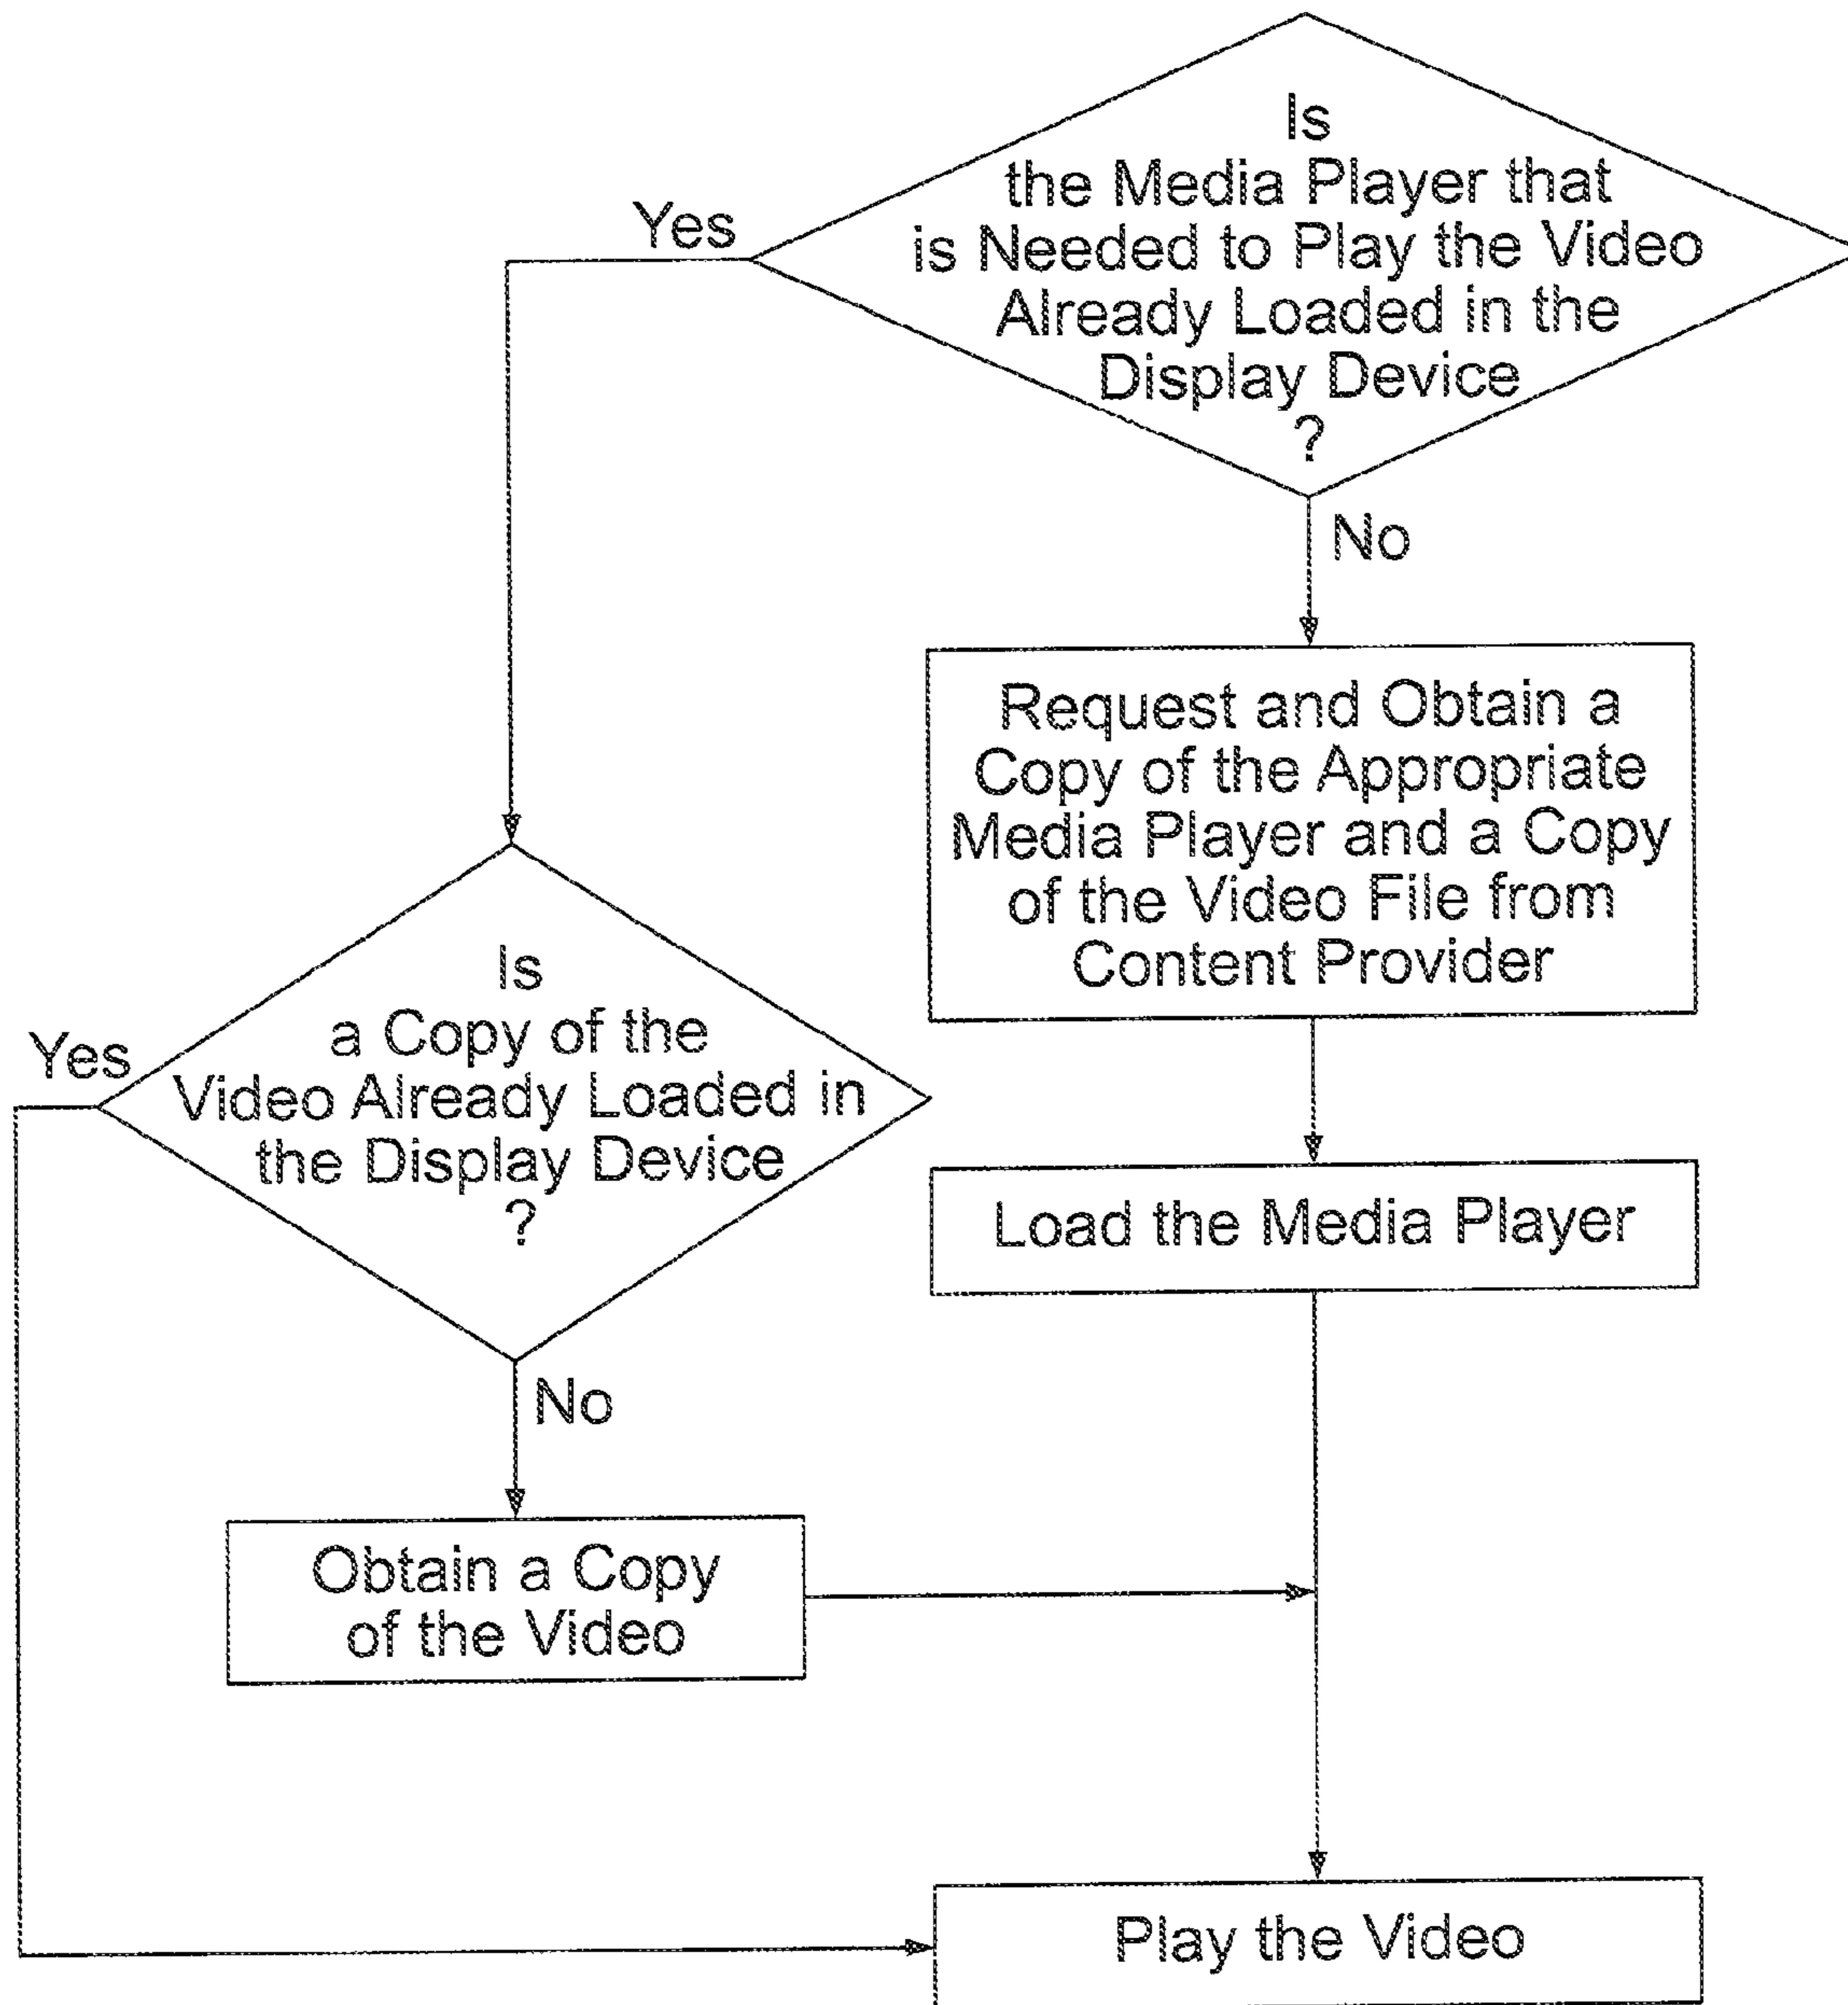 Is
the Media Player that
is Needed to Play the Video
Already Loaded in the
Display Device
?
Yes
No
Request and Obtain a
Copy of the Appropriate
Media Player and a Copy
of the Video File from
Content Provider
Load the Media Player
Is
a Copy of the
Video Already Loaded in
the Display Device
?
Yes
No
Obtain a Copy
of the Video
Play the Video